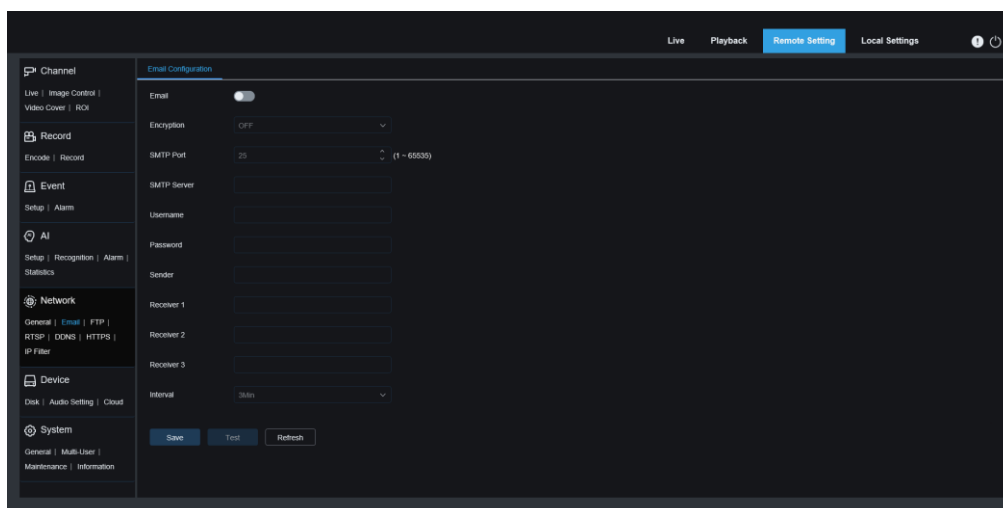 Live Playback Remote Setting Local Settings
Channel
Live | Image Control |
Video Cover | ROI
Record
Encode | Record
Event
Setup | Alarm
AI
Setup | Recognition | Alarm |
Statistics
Network
General | Email | FTP |
RTSP | DDNS | HTTPS |
IP Filter
Device
Disk | Audio Setting | Cloud
System
General | Multi-User |
Maintenance | Information
Email Configuration
Email
Encryption OFF
SMTP Port 25 (1 ~ 65535)
SMTP Server
Username
Password
Sender
Receiver 1
Receiver 2
Receiver 3
Interval 3Min
Save Test Refresh